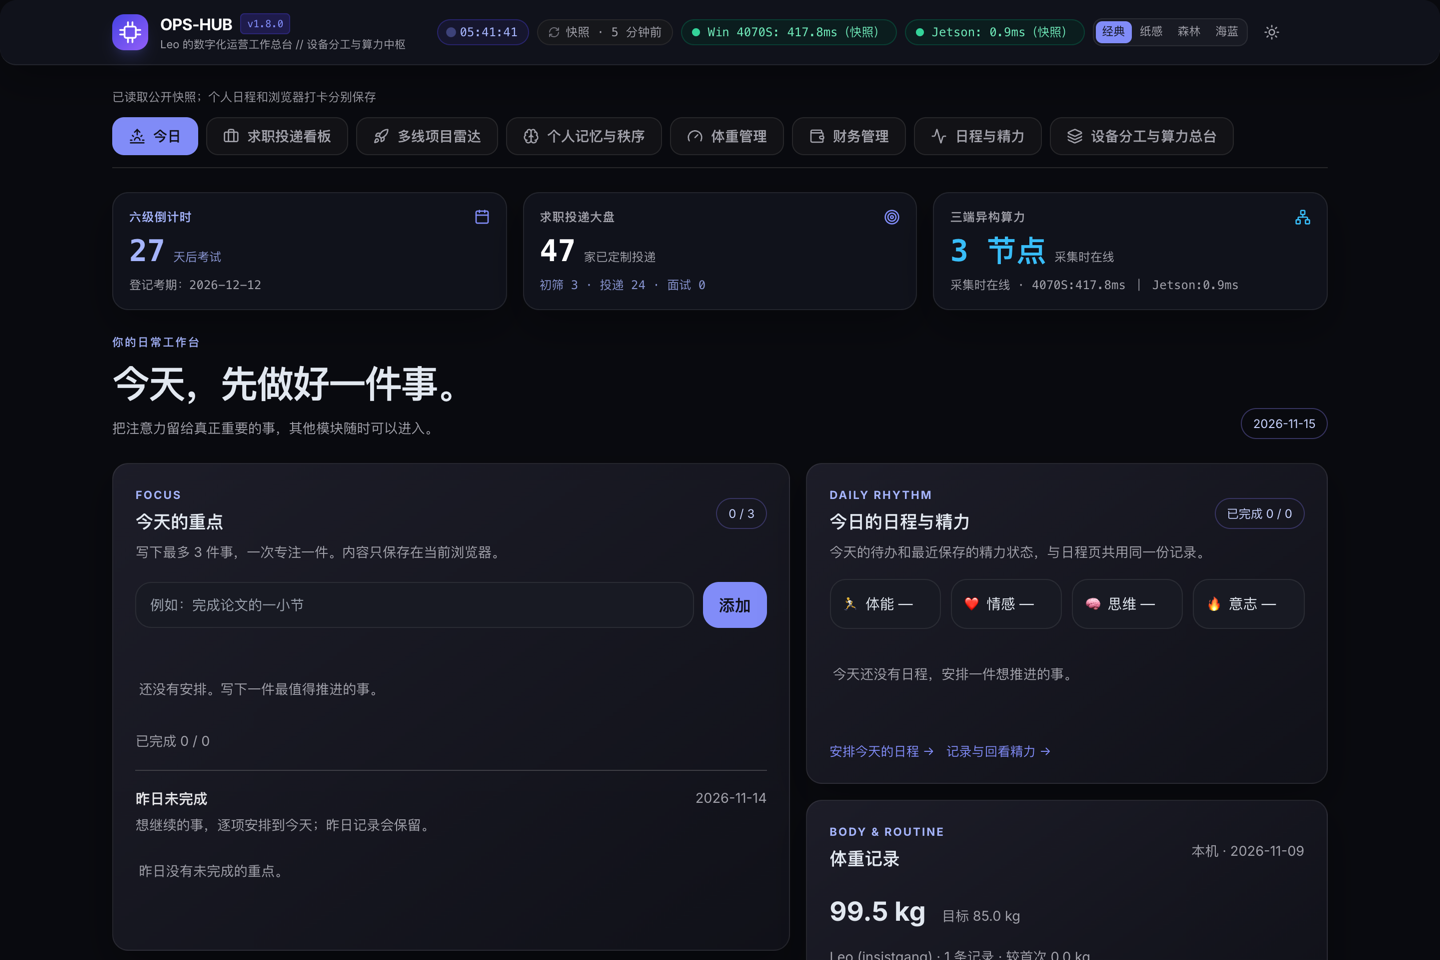 OPS-HUB v1.8.0
Leo 的数字化运营工作总台 // 设备分工与算力中枢
05:41:41
快照 · 5 分钟前
Win 4070S: 417.8ms (快照)
Jetson: 0.9ms (快照)
经典 纸感 森林 海蓝
已读取公开快照；个人日程和浏览器打卡分别保存
今日
求职投递看板
多线项目雷达
个人记忆与秩序
体重管理
财务管理
日程与精力
设备分工与算力总台
六级倒计时
27 天后考试
登记考期: 2026-12-12
求职投递大盘
47 家已定制投递
初筛 3 · 投递 24 · 面试 0
三端异构算力
3 节点 采集时在线
采集时在线 · 4070S:417.8ms | Jetson:0.9ms
你的日常工作台
今天，先做好一件事。
把注意力留给真正重要的事，其他模块随时可以进入。
2026-11-15
FOCUS
今天的重点
0 / 3
写下最多 3 件事，一次专注一件。内容只保存在当前浏览器。
例如：完成论文的一小节
添加
还没有安排。写下一件最值得推进的事。
已完成 0 / 0
昨日未完成
2026-11-14
想继续的事，逐项安排到今天；昨日记录会保留。
昨日没有未完成的重点。
DAILY RHYTHM
今日的日程与精力
已完成 0 / 0
今天的待办和最近保存的精力状态，与日程页共用同一份记录。
🏃 体能 —
❤️ 情感 —
🧠 思维 —
🔥 意志 —
今天还没有日程，安排一件想推进的事。
安排今天的日程 → 记录与回看精力 →
BODY & ROUTINE
体重记录
本机 · 2026-11-09
99.5 kg 目标 85.0 kg
Leo (insistgang) · 1 条记录 · 较首次 0.0 kg